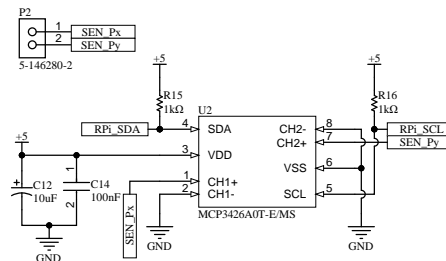 P2
1 SEN_Px
2 SEN_Py
5-146280-2
+5
R15
1kΩ
+5
R16
1kΩ
U2
RPi_SDA
4 SDA
CH2- 8
CH2+ 7
RPi_SCL
SEN_Py
+5
3 VDD
VSS 6
1 CH1+
2 CH1-
SCL 5
MCP3426A0T-E/MS
+
C12
10uF
1
C14
100nF
2
SEN_Px
GND
GND
GND